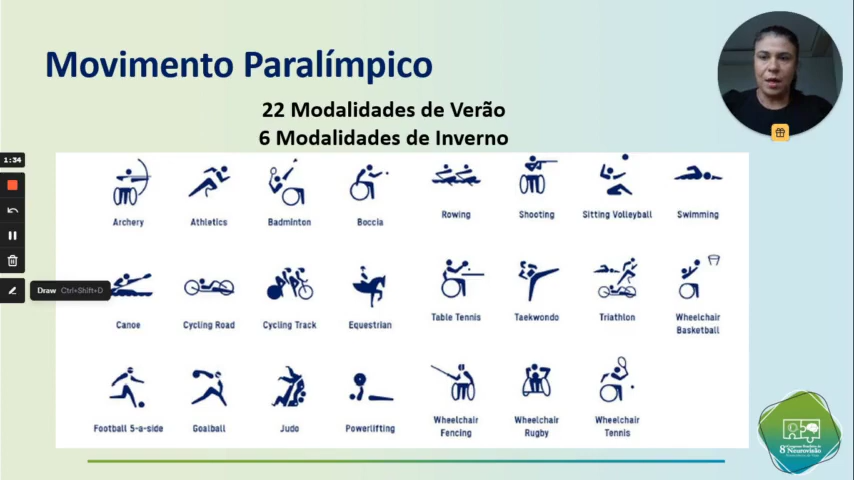 Movimento Paralímpico
22 Modalidades de Verão
6 Modalidades de Inverno
1:34
Archery
Athletics
Badminton
Boccia
Rowing
Shooting
Sitting Volleyball
Swimming
Draw Ctrl+Shift+D
Canoe
Cycling Road
Cycling Track
Equestrian
Table Tennis
Taekwondo
Triathlon
Wheelchair
Basketball
Football 5-a-side
Goalball
Judo
Powerlifting
Wheelchair
Fencing
Wheelchair
Rugby
Wheelchair
Tennis
8º Neurovisão